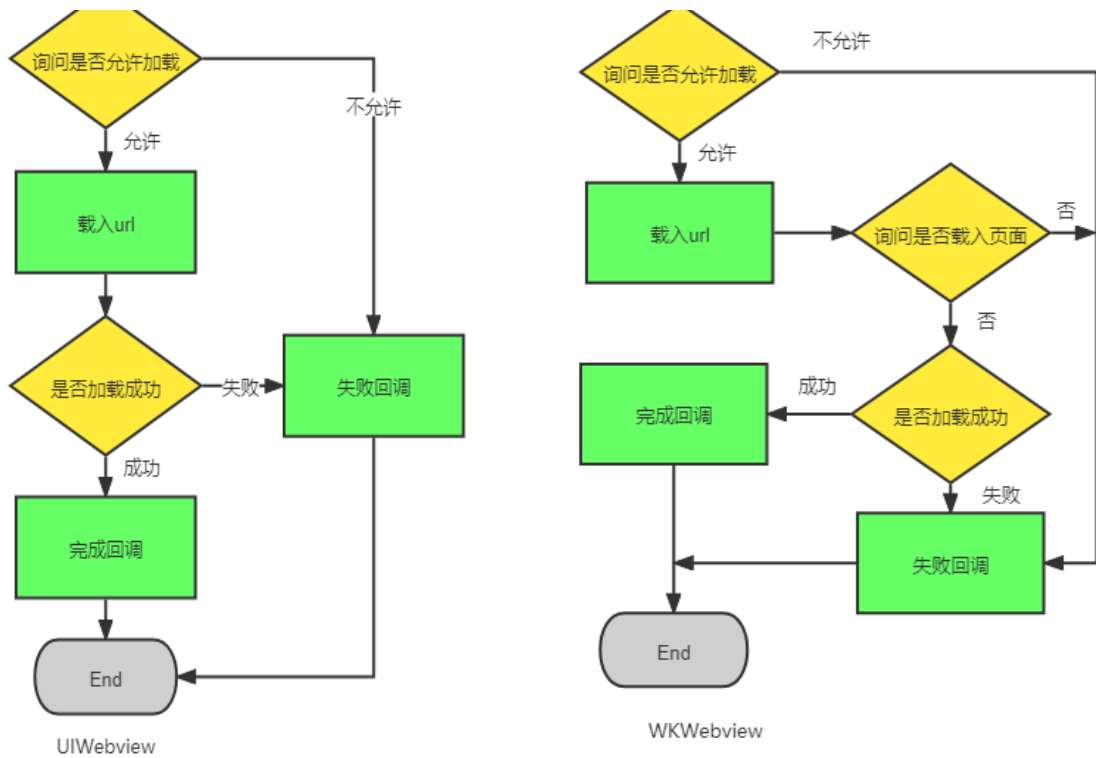 询问是否允许加载
不允许
允许
载入url
是否加载成功
失败
失败回调
成功
完成回调
End
UIWebview
询问是否允许加载
不允许
允许
载入url
询问是否载入页面
否
否
是否加载成功
成功
完成回调
失败
失败回调
End
WKWebview